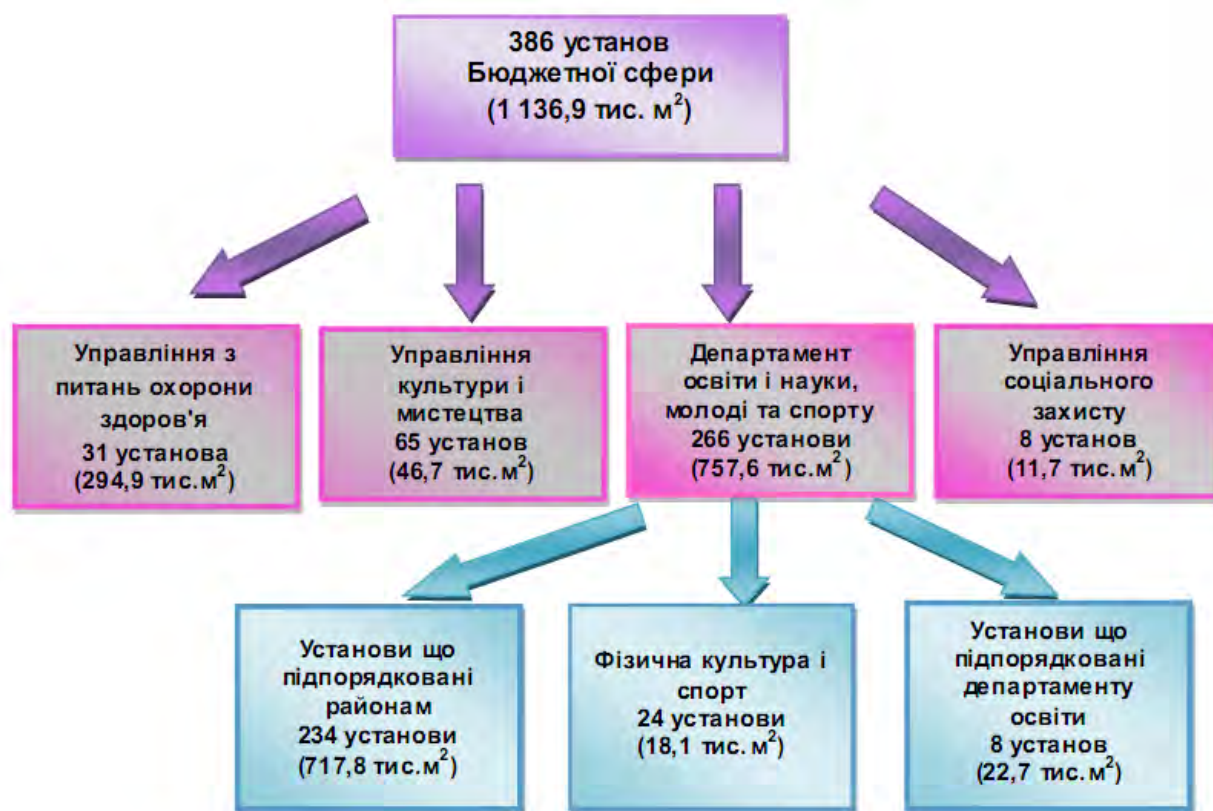 386 установ
Бюджетної сфери
(1 136,9 тис. м²)
Управління з
питань охорони
здоров'я
31 установа
(294,9 тис.м²)
Управління
культури і
мистецтва
65 установ
(46,7 тис.м²)
Департамент
освіти і науки,
молоді та спорту
266 установи
(757,6 тис.м²)
Управління
соціального
захисту
8 установ
(11,7 тис.м²)
Установи що
підпорядковані
районам
234 установи
(717,8 тис.м²)
Фізична культура і
спорт
24 установи
(18,1 тис.м²)
Установи що
підпорядковані
департаменту
освіти
8 установ
(22,7 тис.м²)